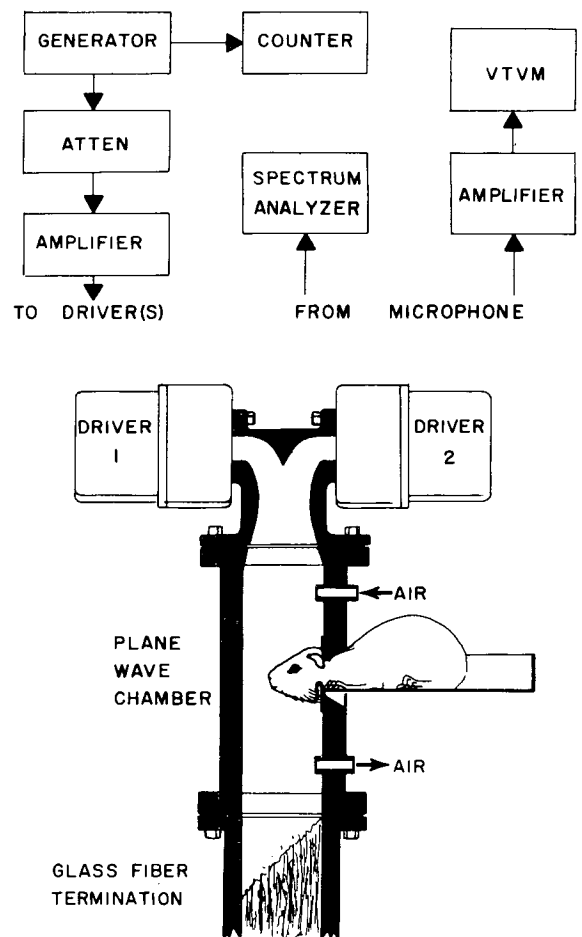 GENERATOR
COUNTER
VTVM
ATTEN
SPECTRUM
ANALYZER
AMPLIFIER
AMPLIFIER
TO DRIVER(S)
FROM MICROPHONE
DRIVER
1
DRIVER
2
AIR
PLANE
WAVE
CHAMBER
AIR
GLASS FIBER
TERMINATION